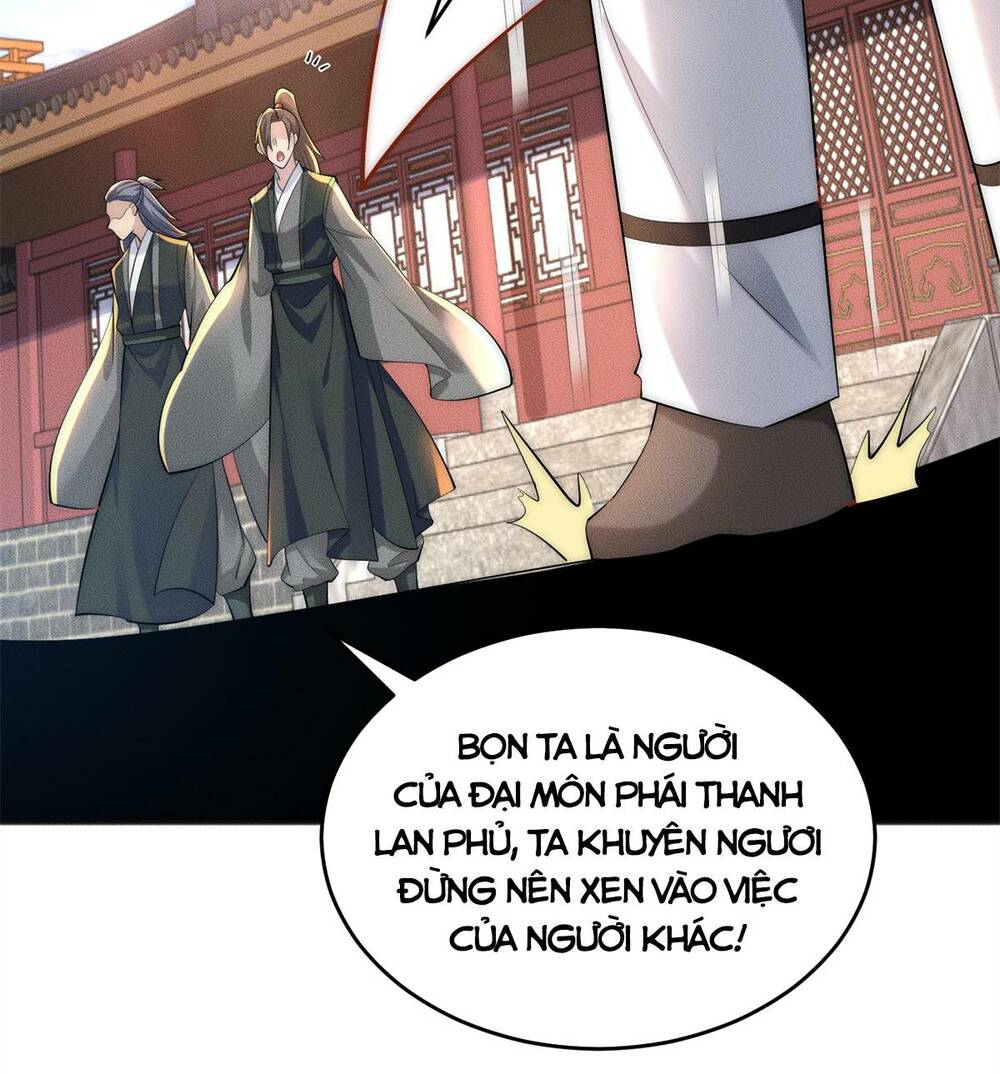 BỌN TA LÀ NGƯỜI
CỦA ĐẠI MÔN PHÁI THANH
LAN PHỦ, TA KHUYÊN NGƯƠI
ĐỪNG NÊN XEN VÀO VIỆC
CỦA NGƯỜI KHÁC!